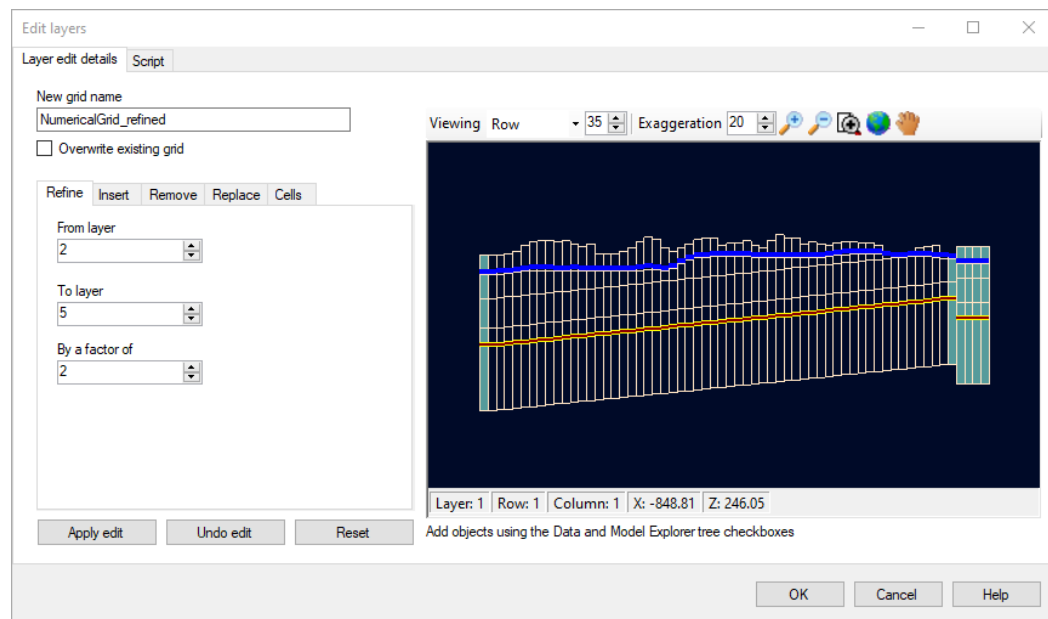 Edit layers
Layer edit details Script
New grid name
NumericalGrid_refined
Overwrite existing grid
Refine Insert Remove Replace Cells
From layer
2
To layer
5
By a factor of
2
Apply edit Undo edit Reset
Viewing Row 35 Exaggeration 20
Layer: 1 Row: 1 Column: 1 X: -848.81 Z: 246.05
Add objects using the Data and Model Explorer tree checkboxes
OK Cancel Help